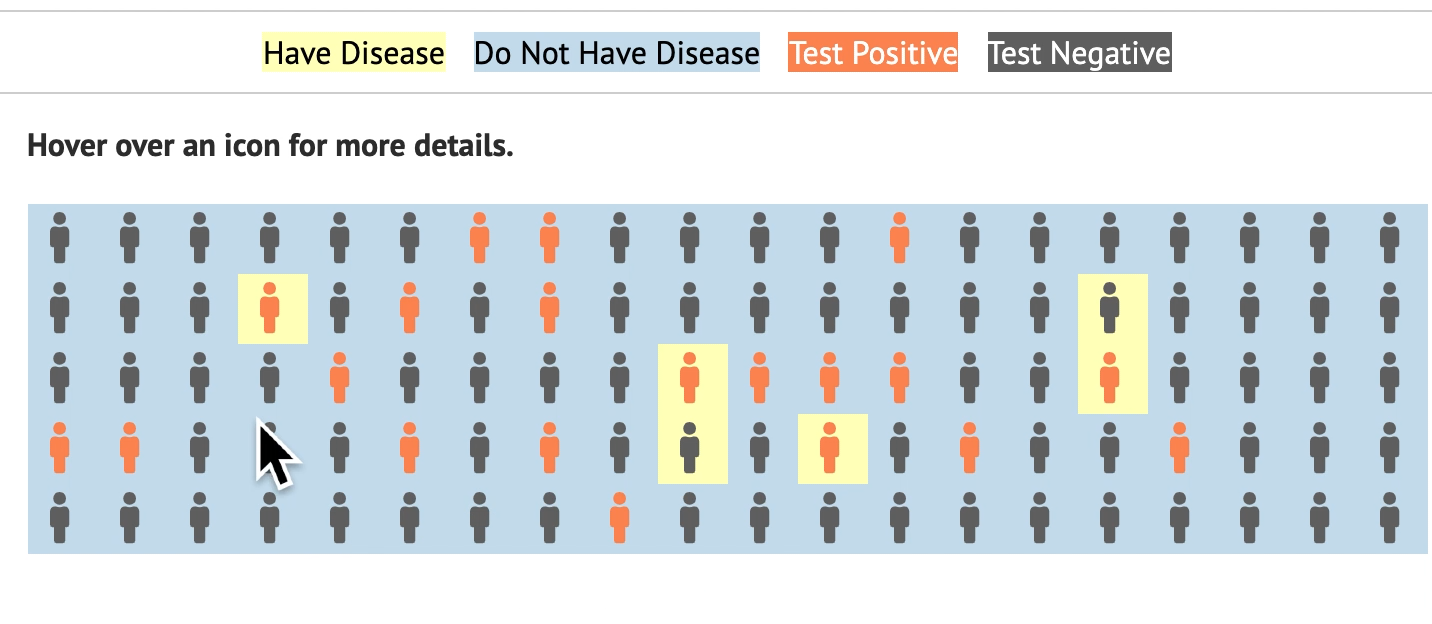 Have Disease Do Not Have Disease Test Positive Test Negative
Hover over an icon for more details.